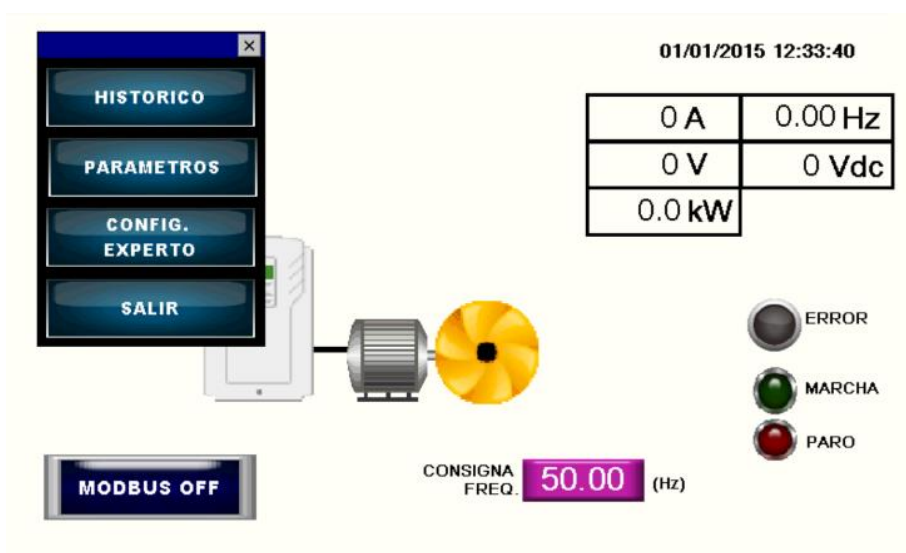 HISTORICO
PARAMETROS
CONFIG.
EXPERTO
SALIR
01/01/2015 12:33:40
0 A 0.00 Hz
0 V 0 Vdc
0.0 kW
ERROR
MARCHA
PARO
MODBUS OFF
CONSIGNA
FREQ. 50.00 (Hz)